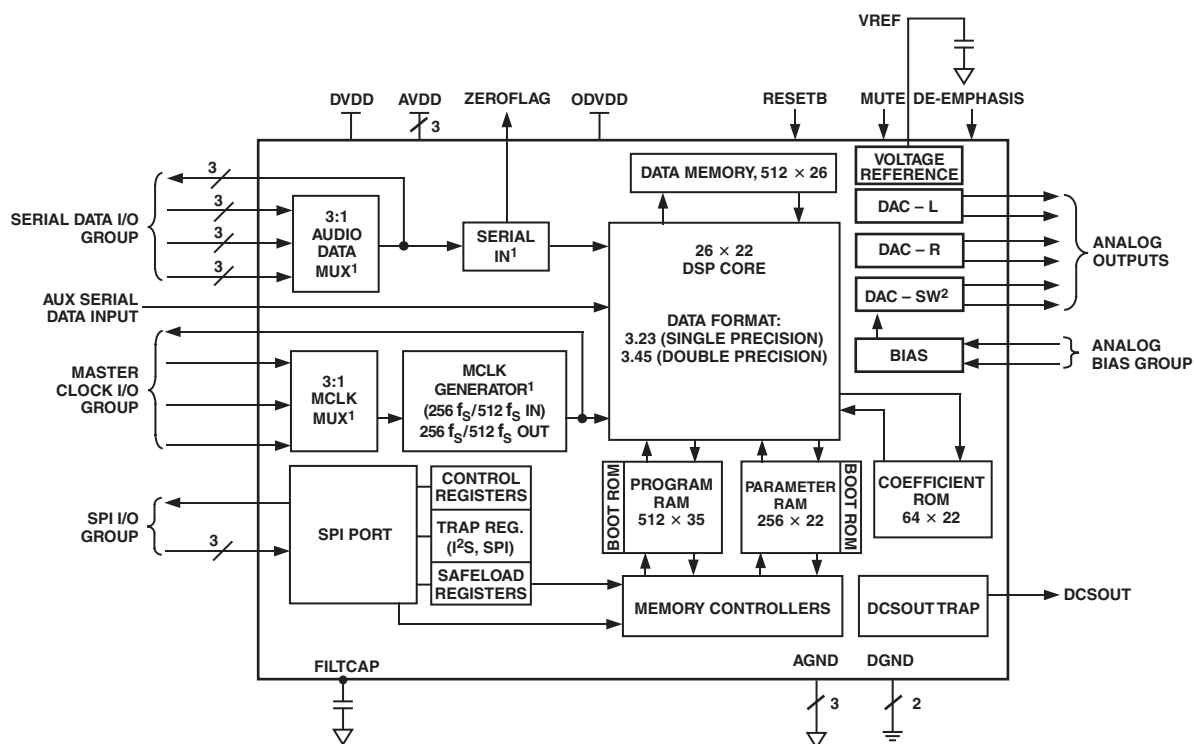 VREF
DVDD
AVDD
ZEROFLAG
ODVDD
RESETB
MUTE
DE-EMPHASIS
3
SERIAL DATA I/O
GROUP
3
3
3
3
3:1
AUDIO
DATA
MUX1
SERIAL
IN1
DATA MEMORY, 512 × 26
VOLTAGE
REFERENCE
DAC – L
DAC – R
DAC – SW2
BIAS
ANALOG
OUTPUTS
ANALOG
BIAS GROUP
26 × 22
DSP CORE
DATA FORMAT:
3.23 (SINGLE PRECISION)
3.45 (DOUBLE PRECISION)
AUX SERIAL
DATA INPUT
MASTER
CLOCK I/O
GROUP
3:1
MCLK
MUX1
MCLK
GENERATOR1
(256 fS/512 fS IN)
256 fS/512 fS OUT
SPI I/O
GROUP
3
SPI PORT
CONTROL
REGISTERS
TRAP REG.
(I2S, SPI)
SAFELOAD
REGISTERS
BOOT ROM
PROGRAM
RAM
512 × 35
PARAMETER
RAM
256 × 22
BOOT ROM
COEFFICIENT
ROM
64 × 22
MEMORY CONTROLLERS
DCSOUT TRAP
DCSOUT
FILTCAP
AGND
DGND
3
2